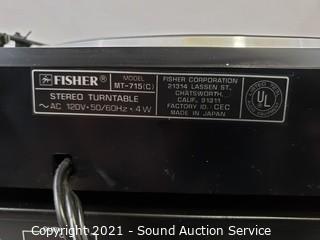 FISHER®
MODEL
MT-715(C)
STEREO TURNTABLE
~AC 120V•50/60Hz•4W
FISHER CORPORATION
21314 LASSEN ST.,
CHATSWORTH,
CALIF. 91311
FACTORY ID.: CEC
MADE IN JAPAN
UL
Copyright © 2021 - Sound Auction Service